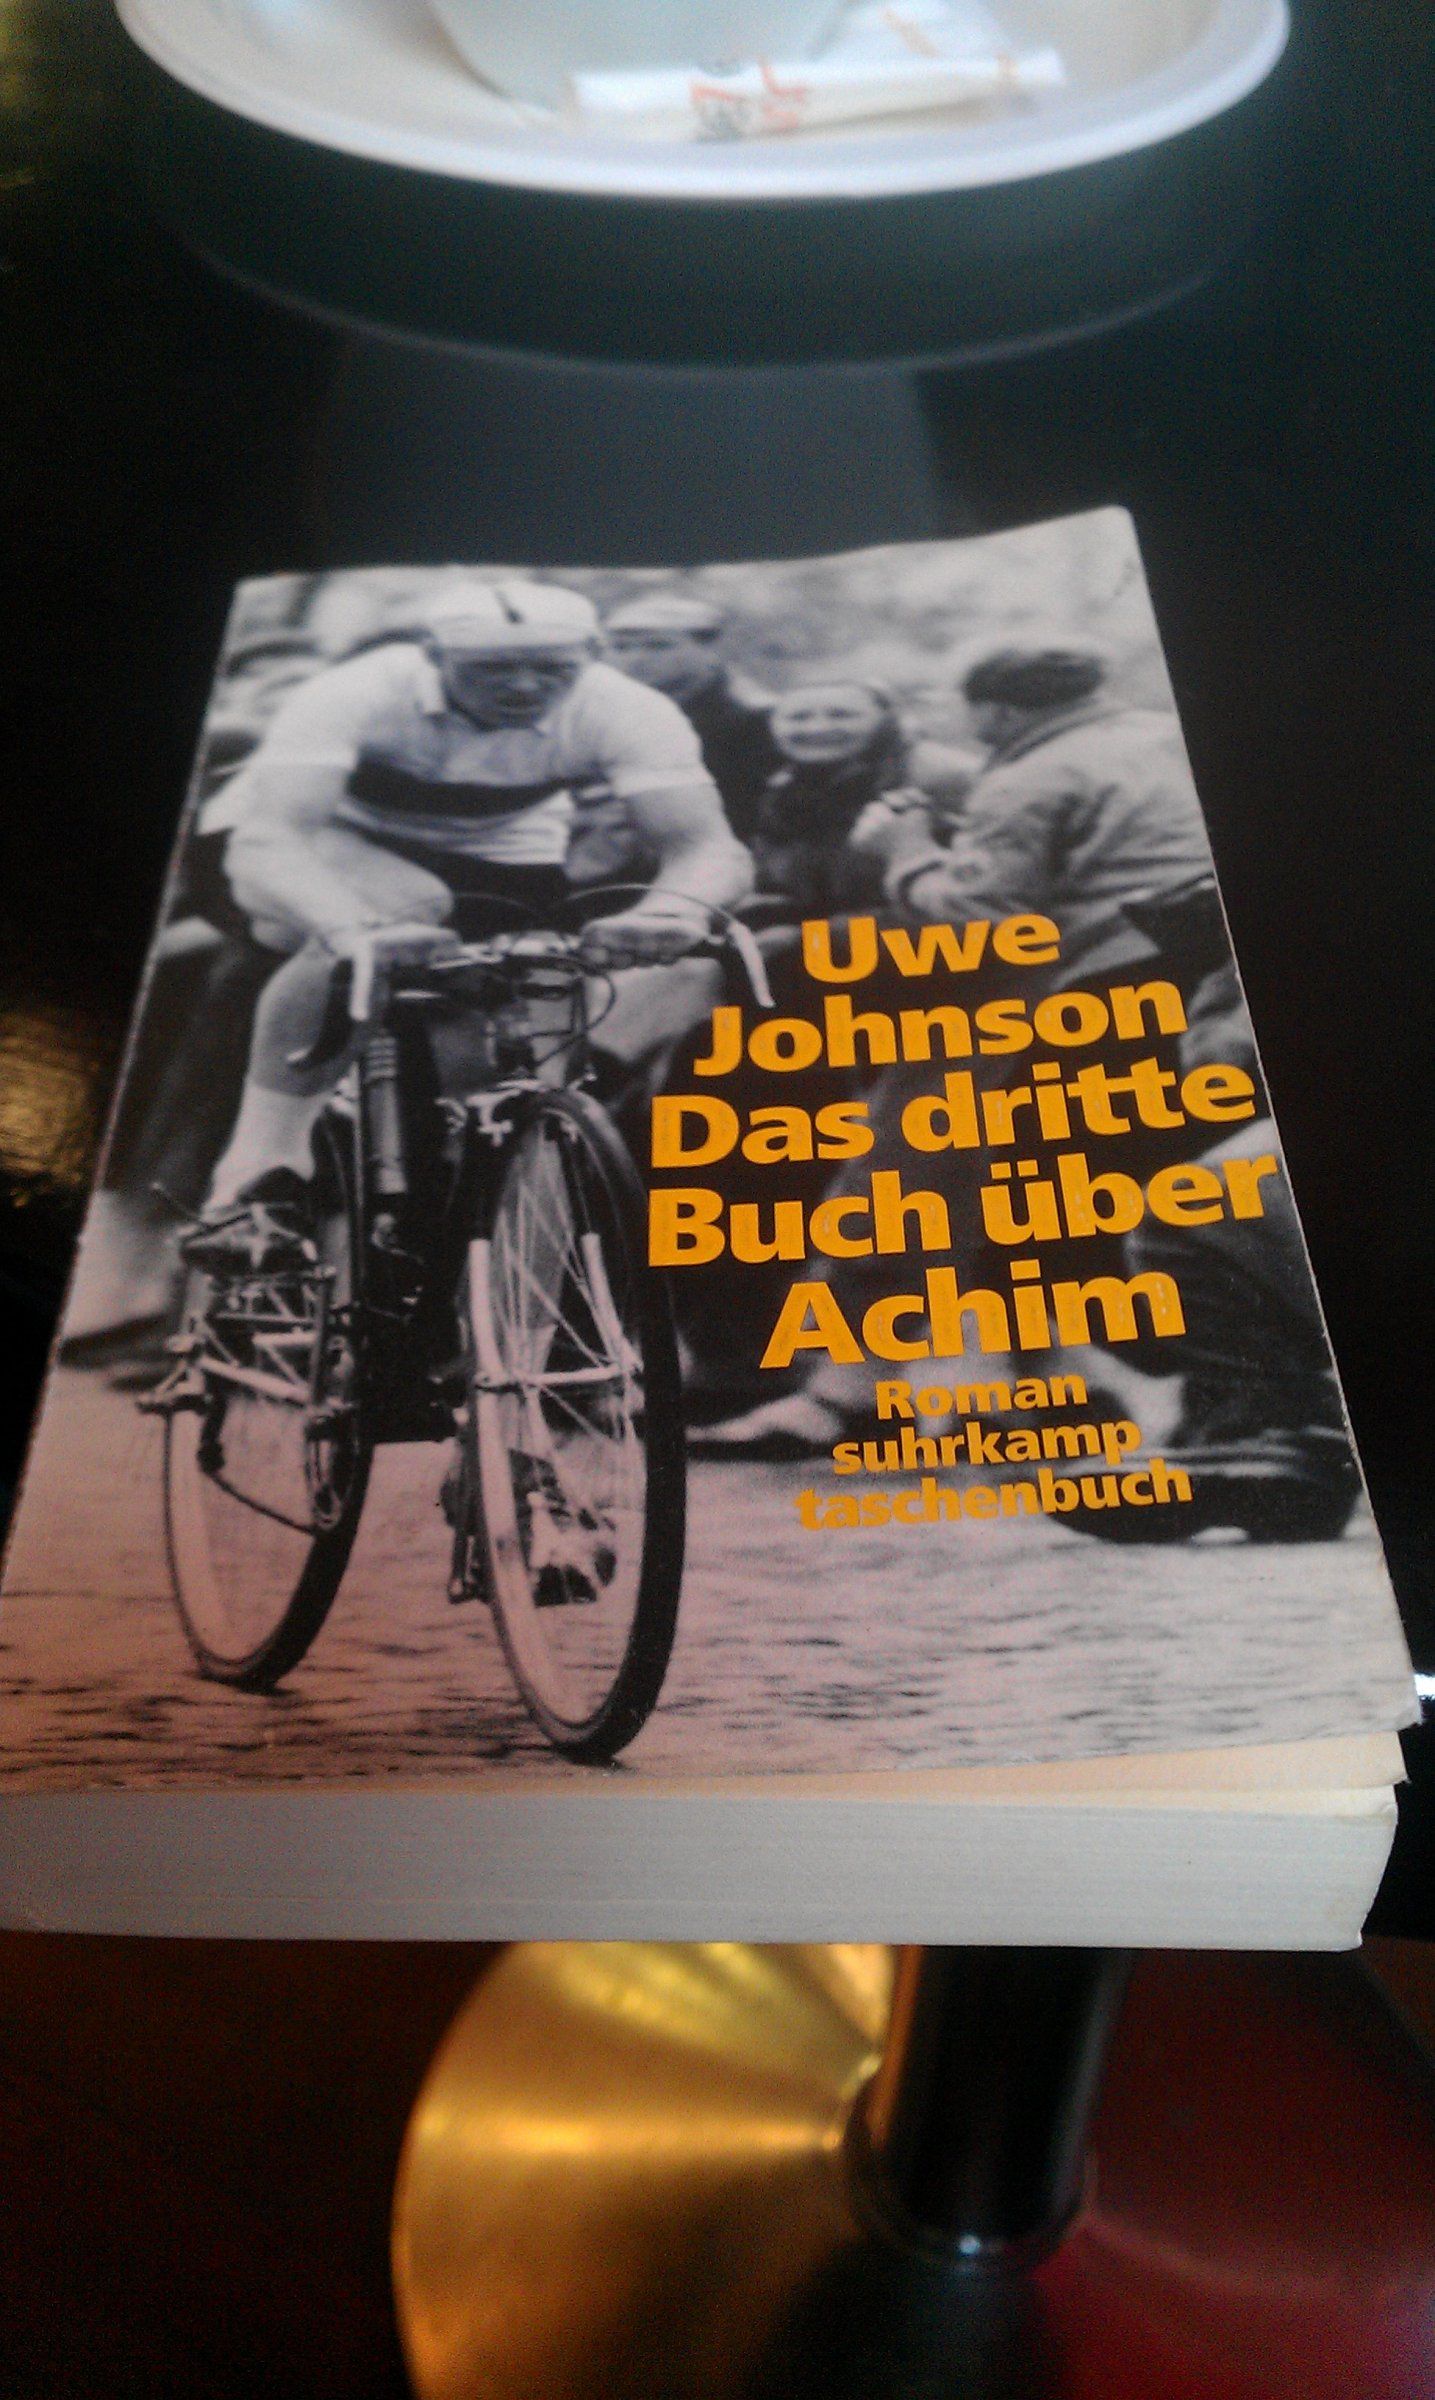 Uwe
Johnson
Das dritte
Buch über
Achim
Roman
suhrkamp
taschenbuch